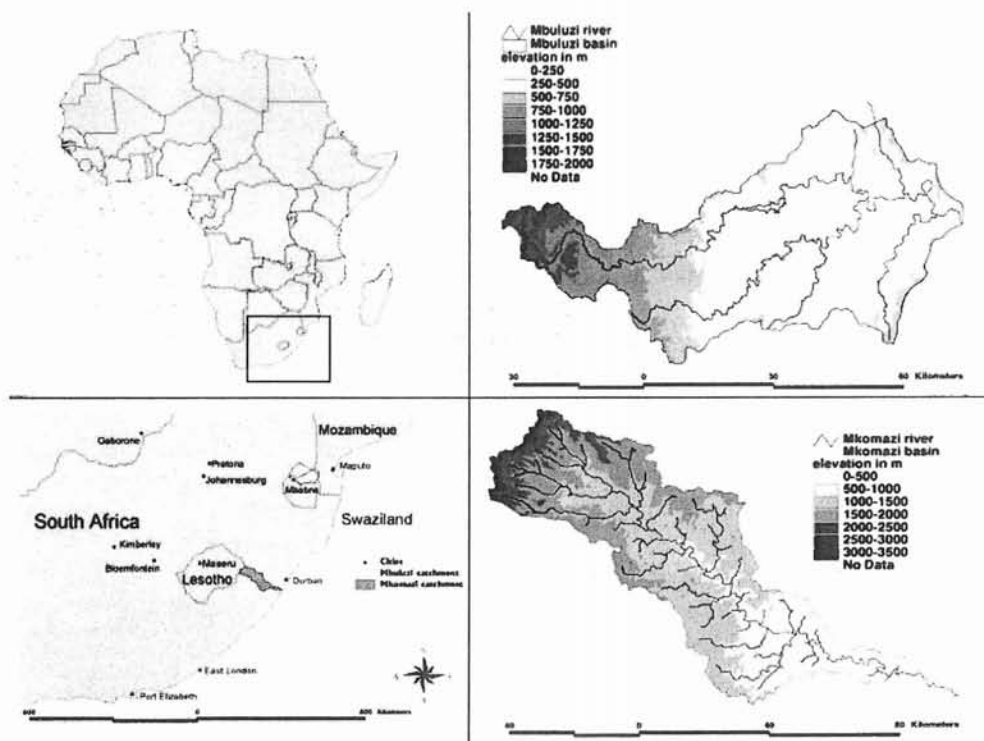 Mbuluzi river
Mbuluzi basin
elevation in m
0-250
250-500
500-750
750-1000
1000-1250
1250-1500
1500-1750
1750-2000
No Data
30 0 30 60 Kilometers
Gaborone
Mozambique
Pretoria
Johannesburg
Maputo
Mbabane
South Africa
Swaziland
Kimberley
Bloemfontein
Maseru
Lesotho
Durban
Cities
Mbuluzi catchment
Mkomazi catchment
East London
Port Elizabeth
0 400 Kilometers
Mkomazi river
Mkomazi basin
elevation in m
0-500
500-1000
1000-1500
1500-2000
2000-2500
2500-3000
3000-3500
No Data
0 60 Kilometers